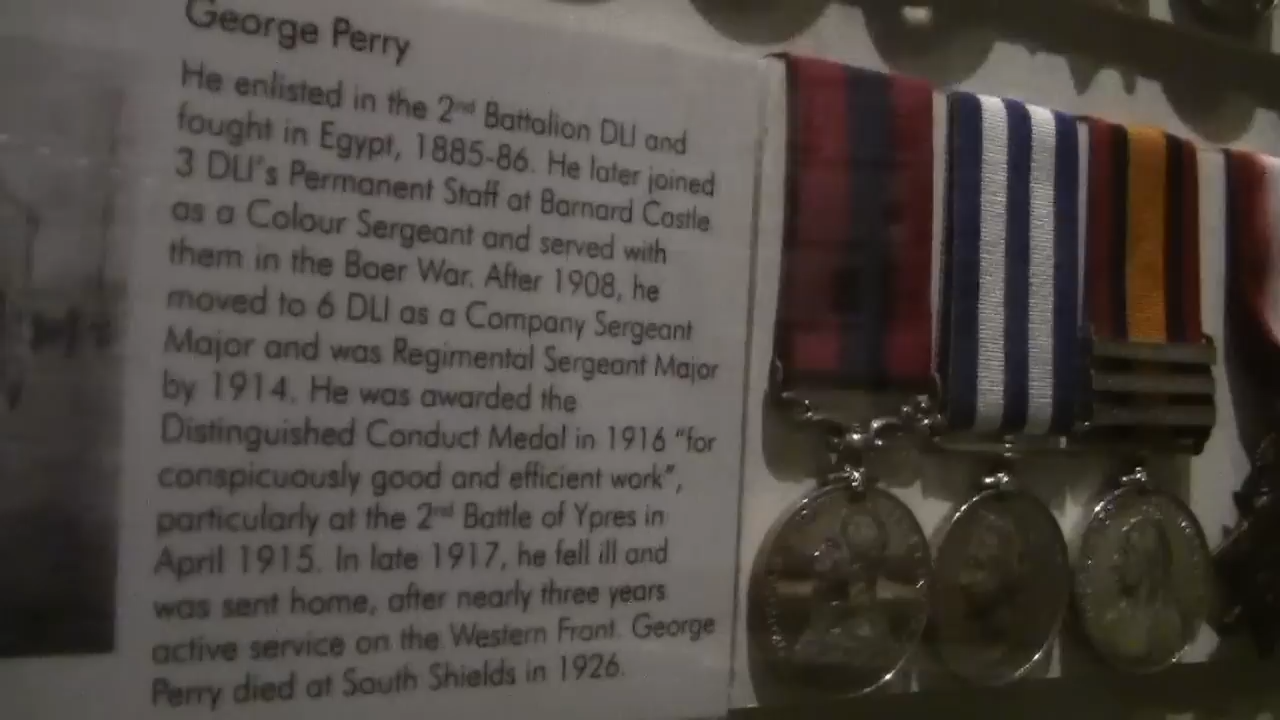 George Perry
He enlisted in the 2nd Battalion DLI and
fought in Egypt, 1885-86. He later joined
3 DLI's Permanent Staff at Barnard Castle
as a Colour Sergeant and served with
them in the Boer War. After 1908, he
moved to 6 DLI as a Company Sergeant
Major and was Regimental Sergeant Major
by 1914. He was awarded the
Distinguished Conduct Medal in 1916 "for
conspicuously good and efficient work",
particularly at the 2nd Battle of Ypres in
April 1915. In late 1917, he fell ill and
was sent home, after nearly three years
active service on the Western Front. George
Perry died at South Shields in 1926.